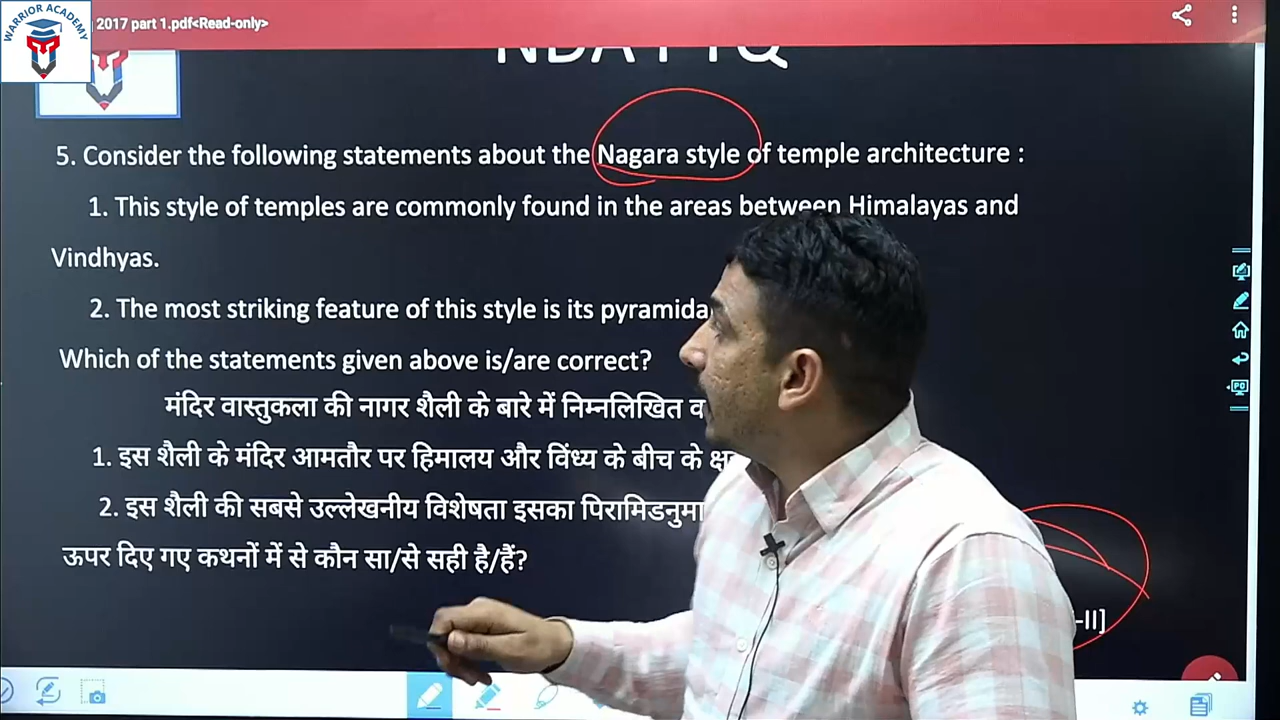 WARRIOR ACADEMY
2017 part 1.pdf<Read-only>
NDA PYQ
5. Consider the following statements about the Nagara style of temple architecture :
1. This style of temples are commonly found in the areas between Himalayas and
Vindhyas.
2. The most striking feature of this style is its
Which of the statements given above is/are correct?
मंदिर वास्तुकला की नागर शैली के बारे में निम्नलिखित
1. इस शैली के मंदिर आमतौर पर हिमालय और विंध्य के बीच के
2. इस शैली की सबसे उल्लेखनीय विशेषता इसका
ऊपर दिए गए कथनों में से कौन सा/से सही है/हैं?
-II]